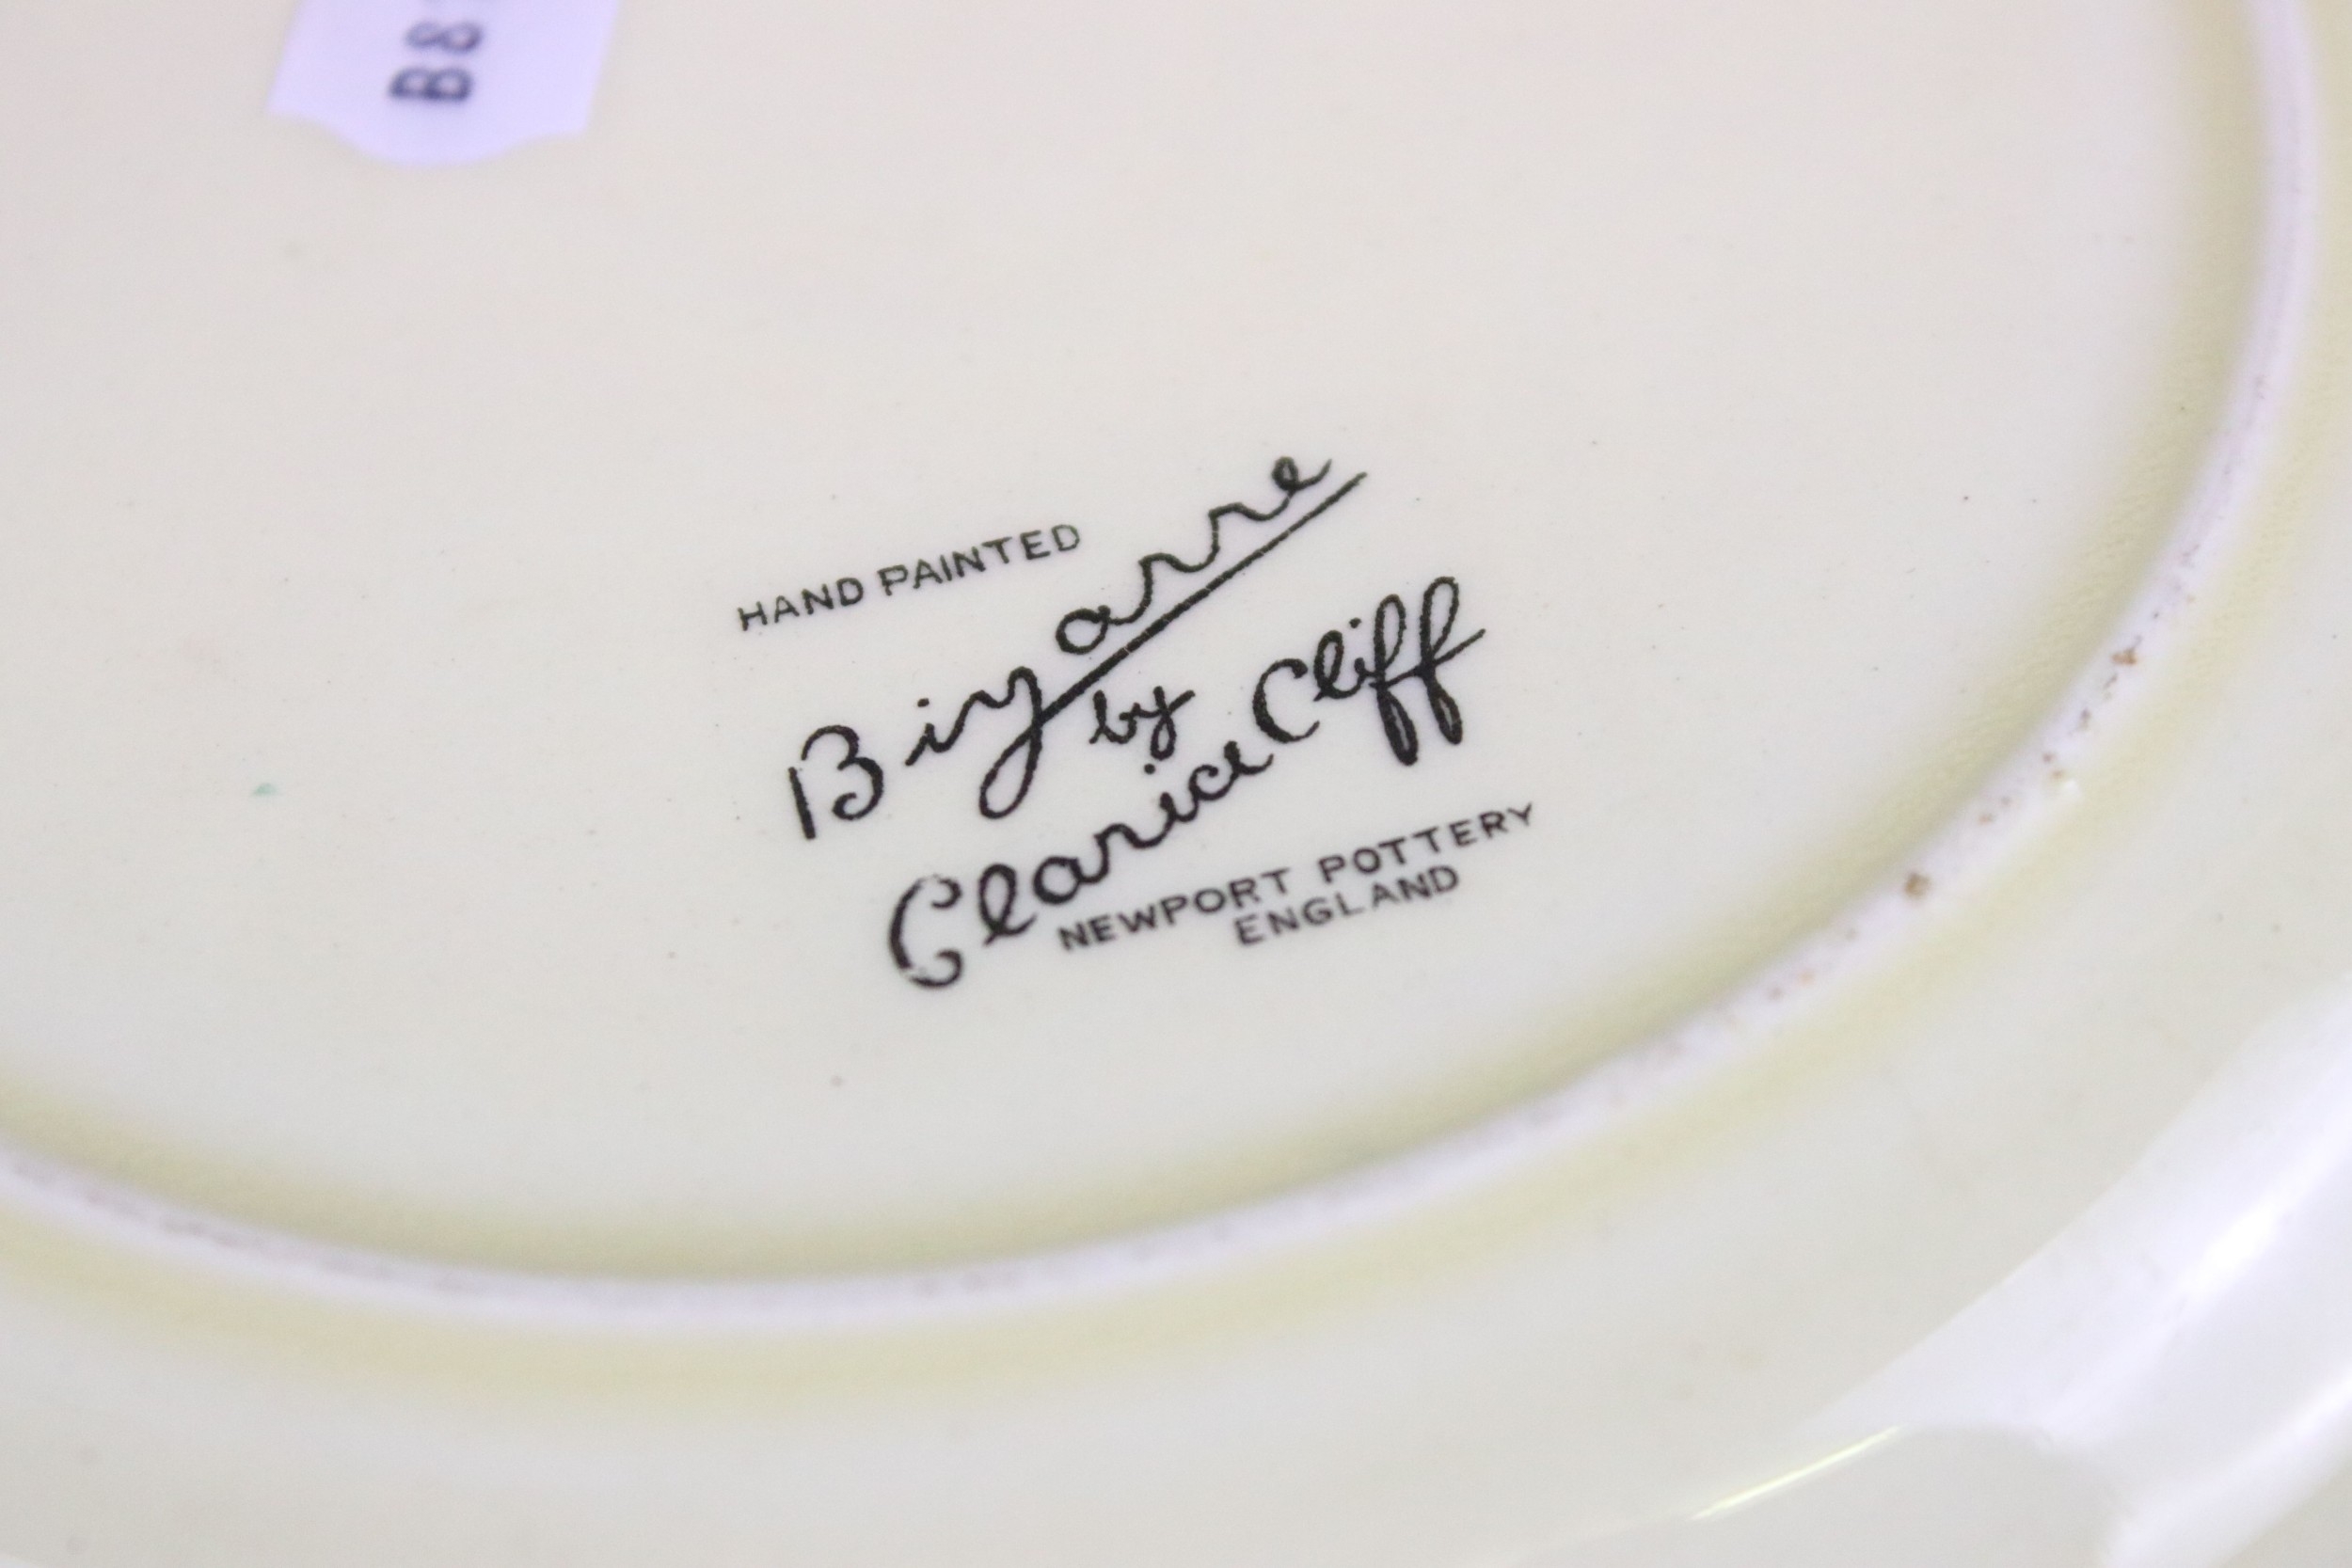 HAND PAINTED
Bizarre
by
Clarice Cliff
NEWPORT POTTERY
ENGLAND